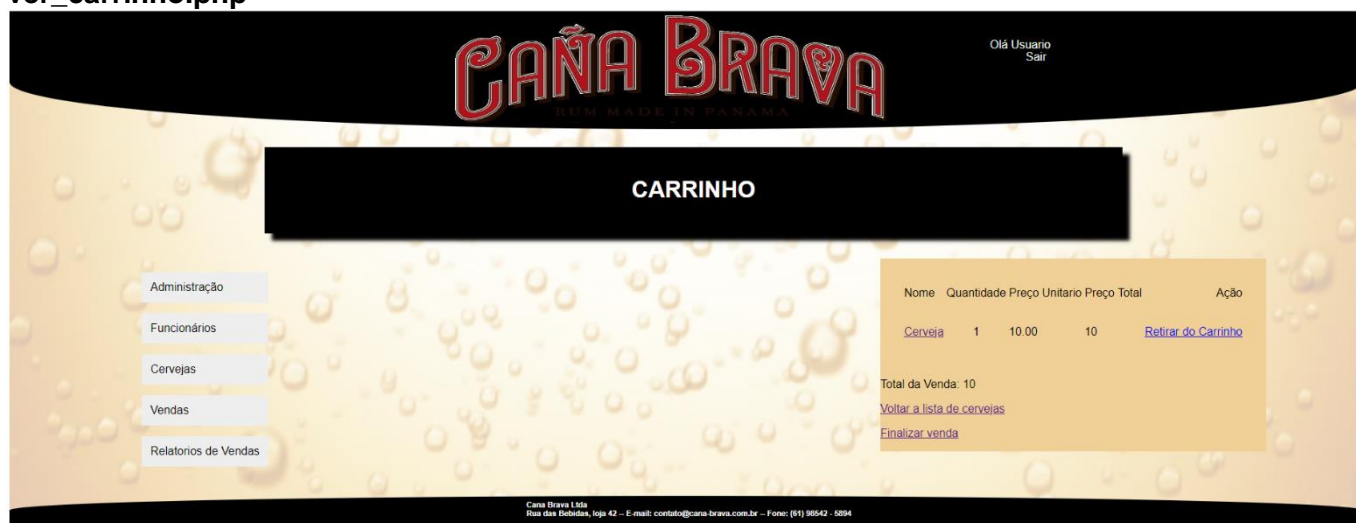 ver_carrinho.php
CAÑA BRAVA
RUM MADE IN PANAMA
Olá Usuario
Sair
CARRINHO
Administração
Funcionários
Cervejas
Vendas
Relatorios de Vendas
Nome Quantidade Preço Unitario Preço Total Ação
Cerveja 1 10.00 10 Retirar do Carrinho
Total da Venda: 10
Voltar a lista de cervejas
Finalizar venda
Cana Brava Ltda
Rua das Bebidas, loja 42 – E-mail: contato@cana-brava.com.br – Fone: (61) 98542 - 5894